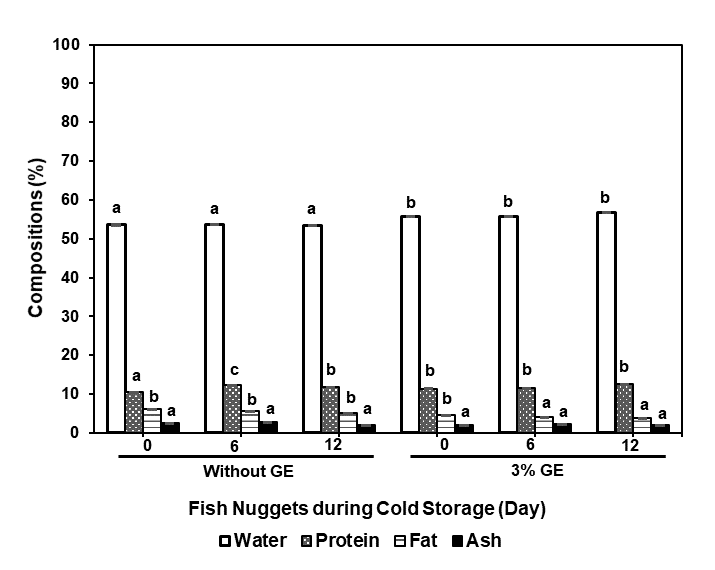 100
90
80
70
60
50
40
30
20
10
0
Compositions (%)
a a a b b b
a b a c b a b b a b b a b a a b a a
0 6 12 0 6 12
Without GE 3% GE
Fish Nuggets during Cold Storage (Day)
Water Protein Fat Ash